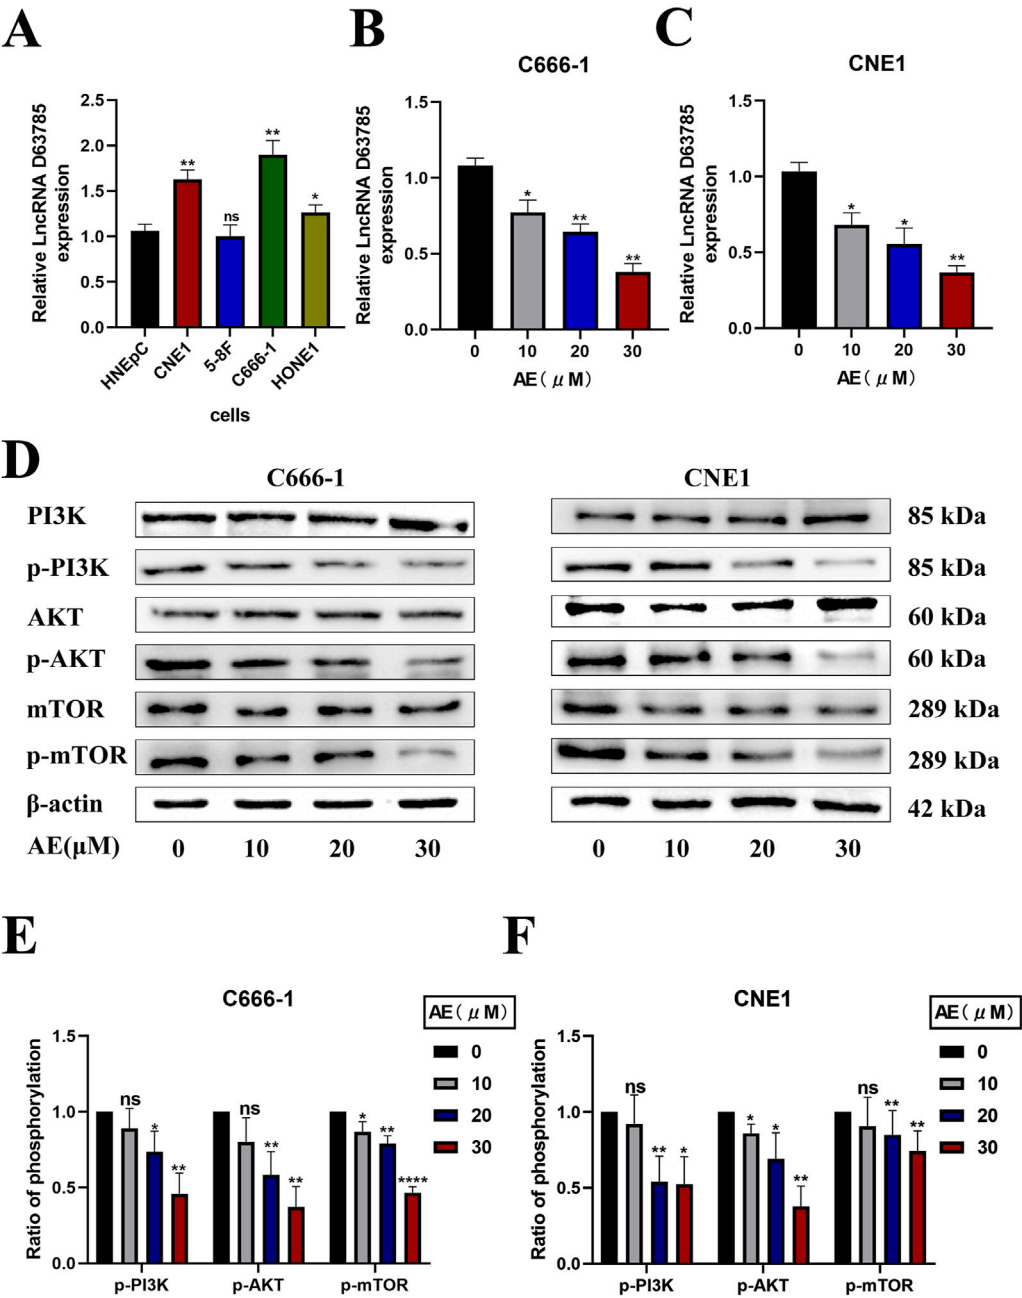 A
B
C
C666-1
CNE1
Relative LncRNA D63785
expression
2.5
2.0
1.5
1.0
0.5
0.0
**
ns
**
*
HNEpC
CNE1
5-8F
C666-1
HONE1
cells
Relative LncRNA D63785
expression
1.5
1.0
0.5
0.0
*
**
**
0
10
20
30
AE( μ M)
Relative LncRNA D63785
expression
1.5
1.0
0.5
0.0
*
*
**
0
10
20
30
AE( μ M)
D
C666-1
CNE1
PI3K
85 kDa
p-PI3K
85 kDa
AKT
60 kDa
p-AKT
60 kDa
mTOR
289 kDa
p-mTOR
289 kDa
β-actin
42 kDa
AE(μM)
0
10
20
30
0
10
20
30
E
F
C666-1
AE( μ M)
0
10
20
30
Ratio of phosphorylation
1.5
1.0
0.5
0.0
ns
*
**
ns
**
**
*
**
****
p-PI3K
p-AKT
p-mTOR
CNE1
AE( μ M)
0
10
20
30
Ratio of phosphorylation
1.5
1.0
0.5
0.0
ns
**
*
*
*
**
ns
**
**
p-PI3K
p-AKT
p-mTOR